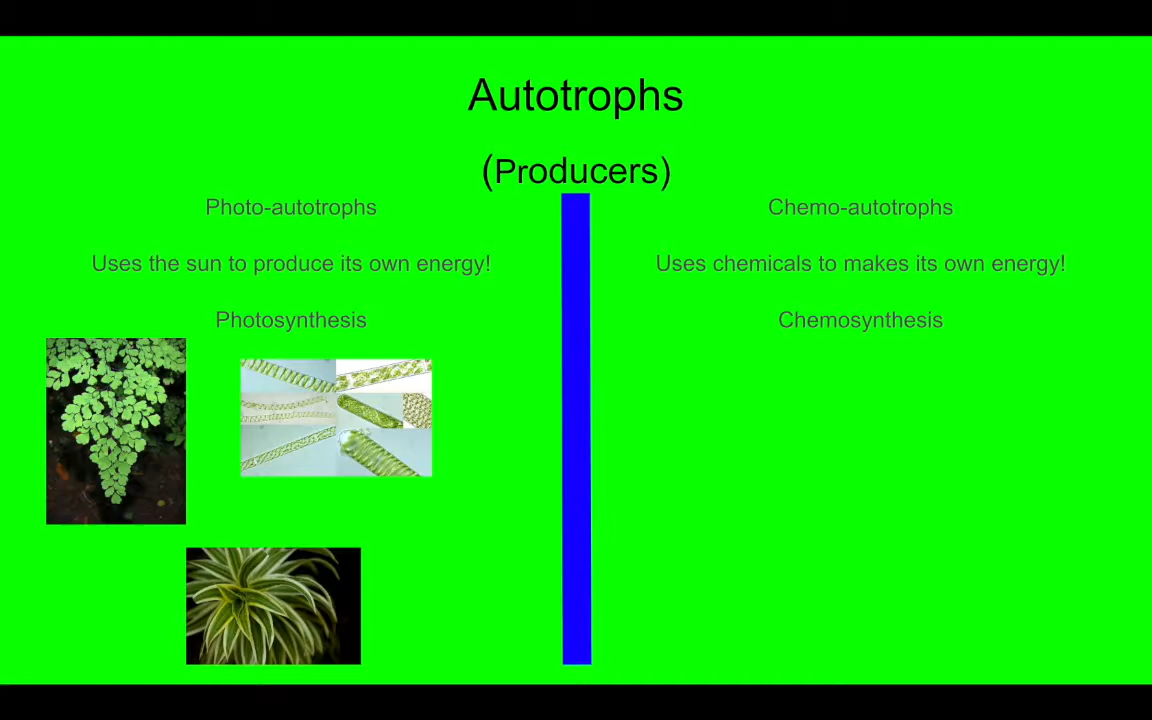 Autotrophs
(Producers)
Photo-autotrophs
Uses the sun to produce its own energy!
Photosynthesis
Chemo-autotrophs
Uses chemicals to makes its own energy!
Chemosynthesis